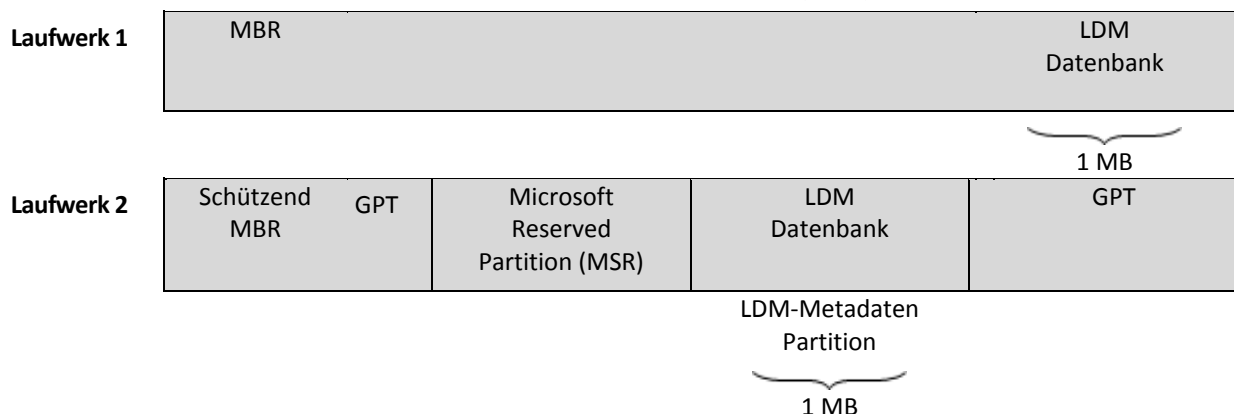 Laufwerk 1
MBR
LDM
Datenbank
1 MB
Laufwerk 2
Schützend
MBR
GPT
Microsoft
Reserved
Partition (MSR)
LDM
Datenbank
GPT
LDM-Metadaten
Partition
1 MB